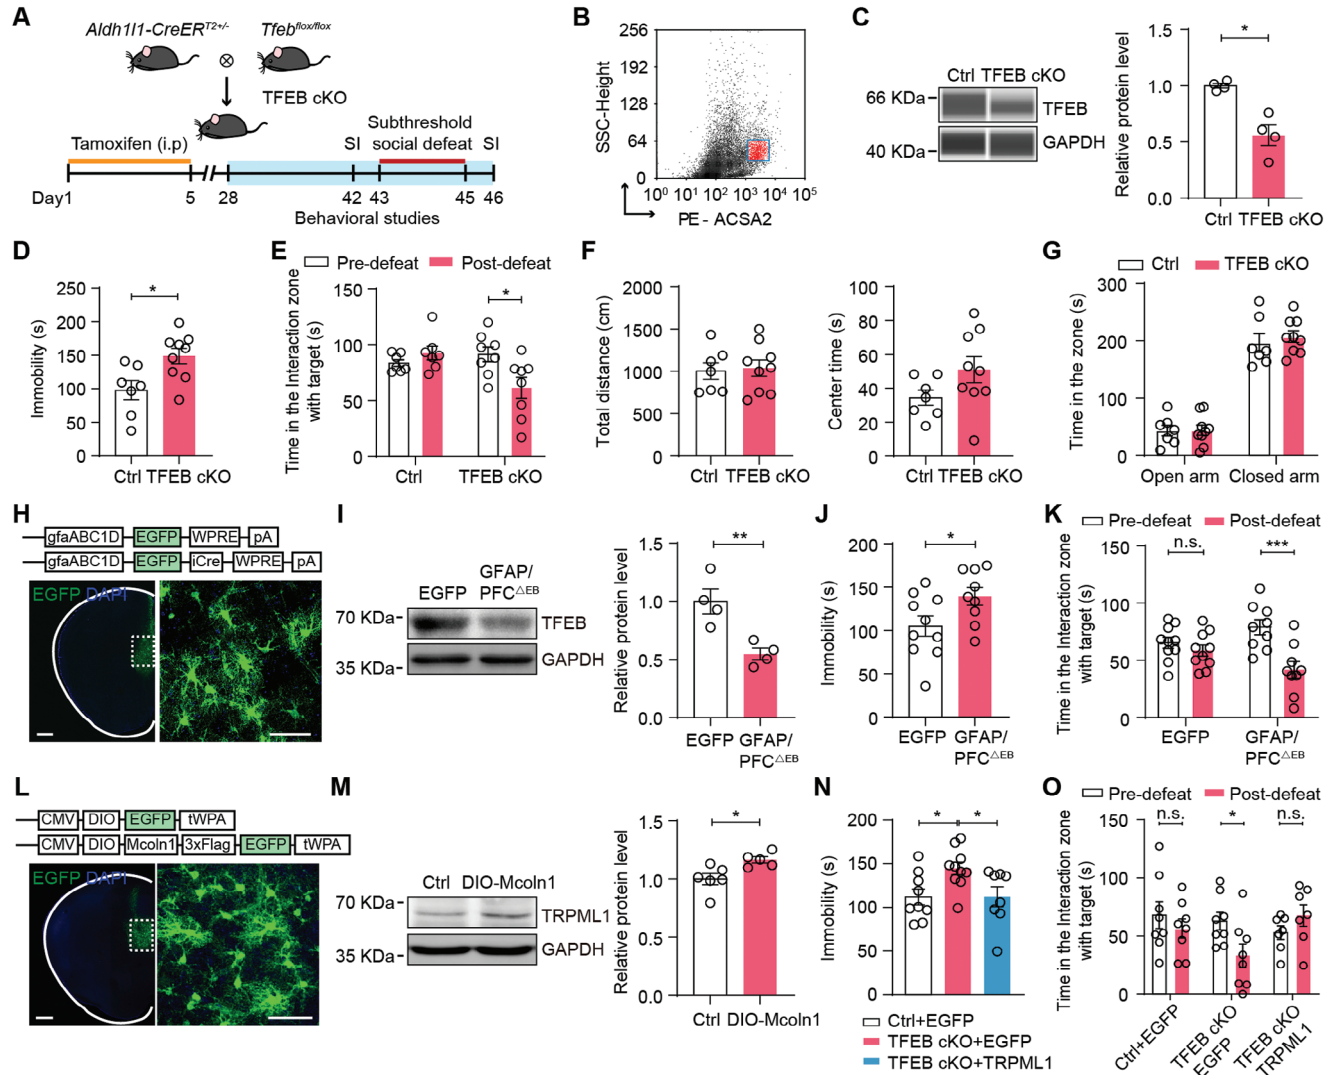 A
Aldh1l1-CreERT2+/-
Tfebflox/flox
TFEB cKO
Tamoxifen (i.p)
SI
Subthreshold
social defeat
SI
Day1
5
28
42
43
45
46
Behavioral studies
B
SSC-Height
256
192
128
64
0
10⁰
10¹
10²
10³
10⁴
10⁵
PE - ACSA2
C
Ctrl TFEB cKO
66 KDa
TFEB
40 KDa
GAPDH
Relative protein level
1.5
1.0
0.5
0.0
*
Ctrl TFEB cKO
D
Immobility (s)
250
200
150
100
50
0
*
Ctrl TFEB cKO
E
Pre-defeat
Post-defeat
Time in the Interaction zone
with target (s)
150
100
50
0
*
Ctrl
TFEB cKO
F
Total distance (cm)
2000
1500
1000
500
0
Ctrl TFEB cKO
Center time (s)
100
80
60
40
20
0
Ctrl TFEB cKO
G
Ctrl
TFEB cKO
Time in the zone (s)
300
200
100
0
Open arm
Closed arm
H
gfaABC1D
EGFP
WPRE
pA
gfaABC1D
EGFP
iCre
WPRE
pA
EGFP DAPI
I
EGFP
GFAP/
PFC△EB
70 KDa
TFEB
35 KDa
GAPDH
Relative protein level
1.5
1.0
0.5
0.0
**
EGFP
GFAP/
PFC△EB
J
Immobility (s)
200
150
100
50
0
*
EGFP
GFAP/
PFC△EB
K
Pre-defeat
Post-defeat
Time in the Interaction zone
with target (s)
150
100
50
0
n.s.
***
EGFP
GFAP/
PFC△EB
L
CMV
DIO
EGFP
tWPA
CMV
DIO
Mcoln1
3xFlag
EGFP
tWPA
EGFP DAPI
M
Ctrl DIO-Mcoln1
70 KDa
TRPML1
35 KDa
GAPDH
Relative protein level
1.5
1.0
0.5
0.0
*
Ctrl DIO-Mcoln1
N
Immobility (s)
200
150
100
50
0
*
*
Ctrl+EGFP
TFEB cKO+EGFP
TFEB cKO+TRPML1
O
Pre-defeat
Post-defeat
Time in the Interaction zone
with target (s)
150
100
50
0
n.s.
*
n.s.
Ctrl+EGFP
TFEB cKO
EGFP
TFEB cKO
TRPML1